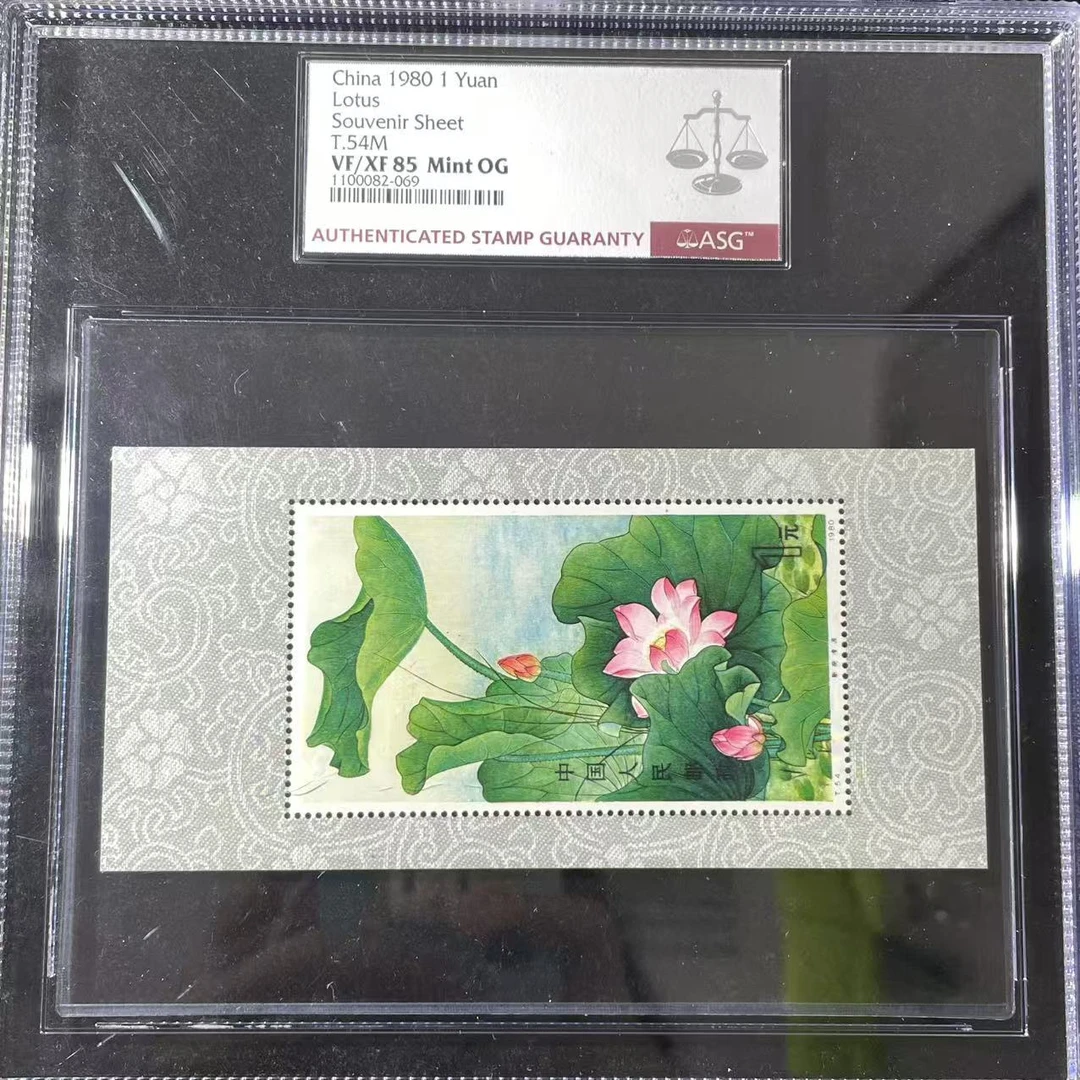 China 1980 1 Yuan
Lotus
Souvenir Sheet
T.54M
VF/XF 85 Mint OG
1100082-069
AUTHENTICATED STAMP GUARANTY
ASG™
1元
1980
中国人民邮政
T.54